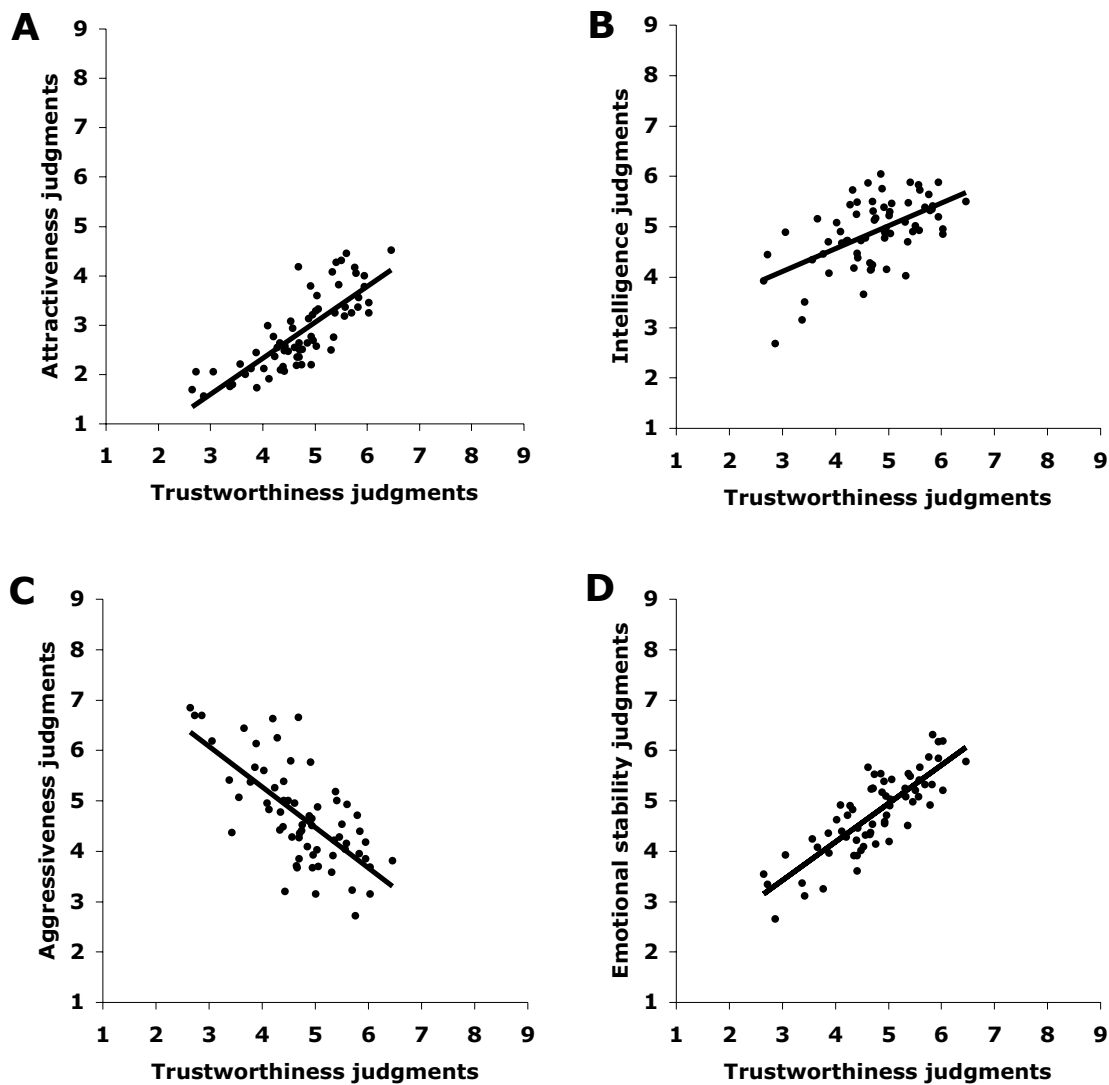 A
9
8
7
6
5
4
3
2
1
Attractiveness judgments
1 2 3 4 5 6 7 8 9
Trustworthiness judgments
B
9
8
7
6
5
4
3
2
1
Intelligence judgments
1 2 3 4 5 6 7 8 9
Trustworthiness judgments
C
9
8
7
6
5
4
3
2
1
Aggressiveness judgments
1 2 3 4 5 6 7 8 9
Trustworthiness judgments
D
9
8
7
6
5
4
3
2
1
Emotional stability judgments
1 2 3 4 5 6 7 8 9
Trustworthiness judgments